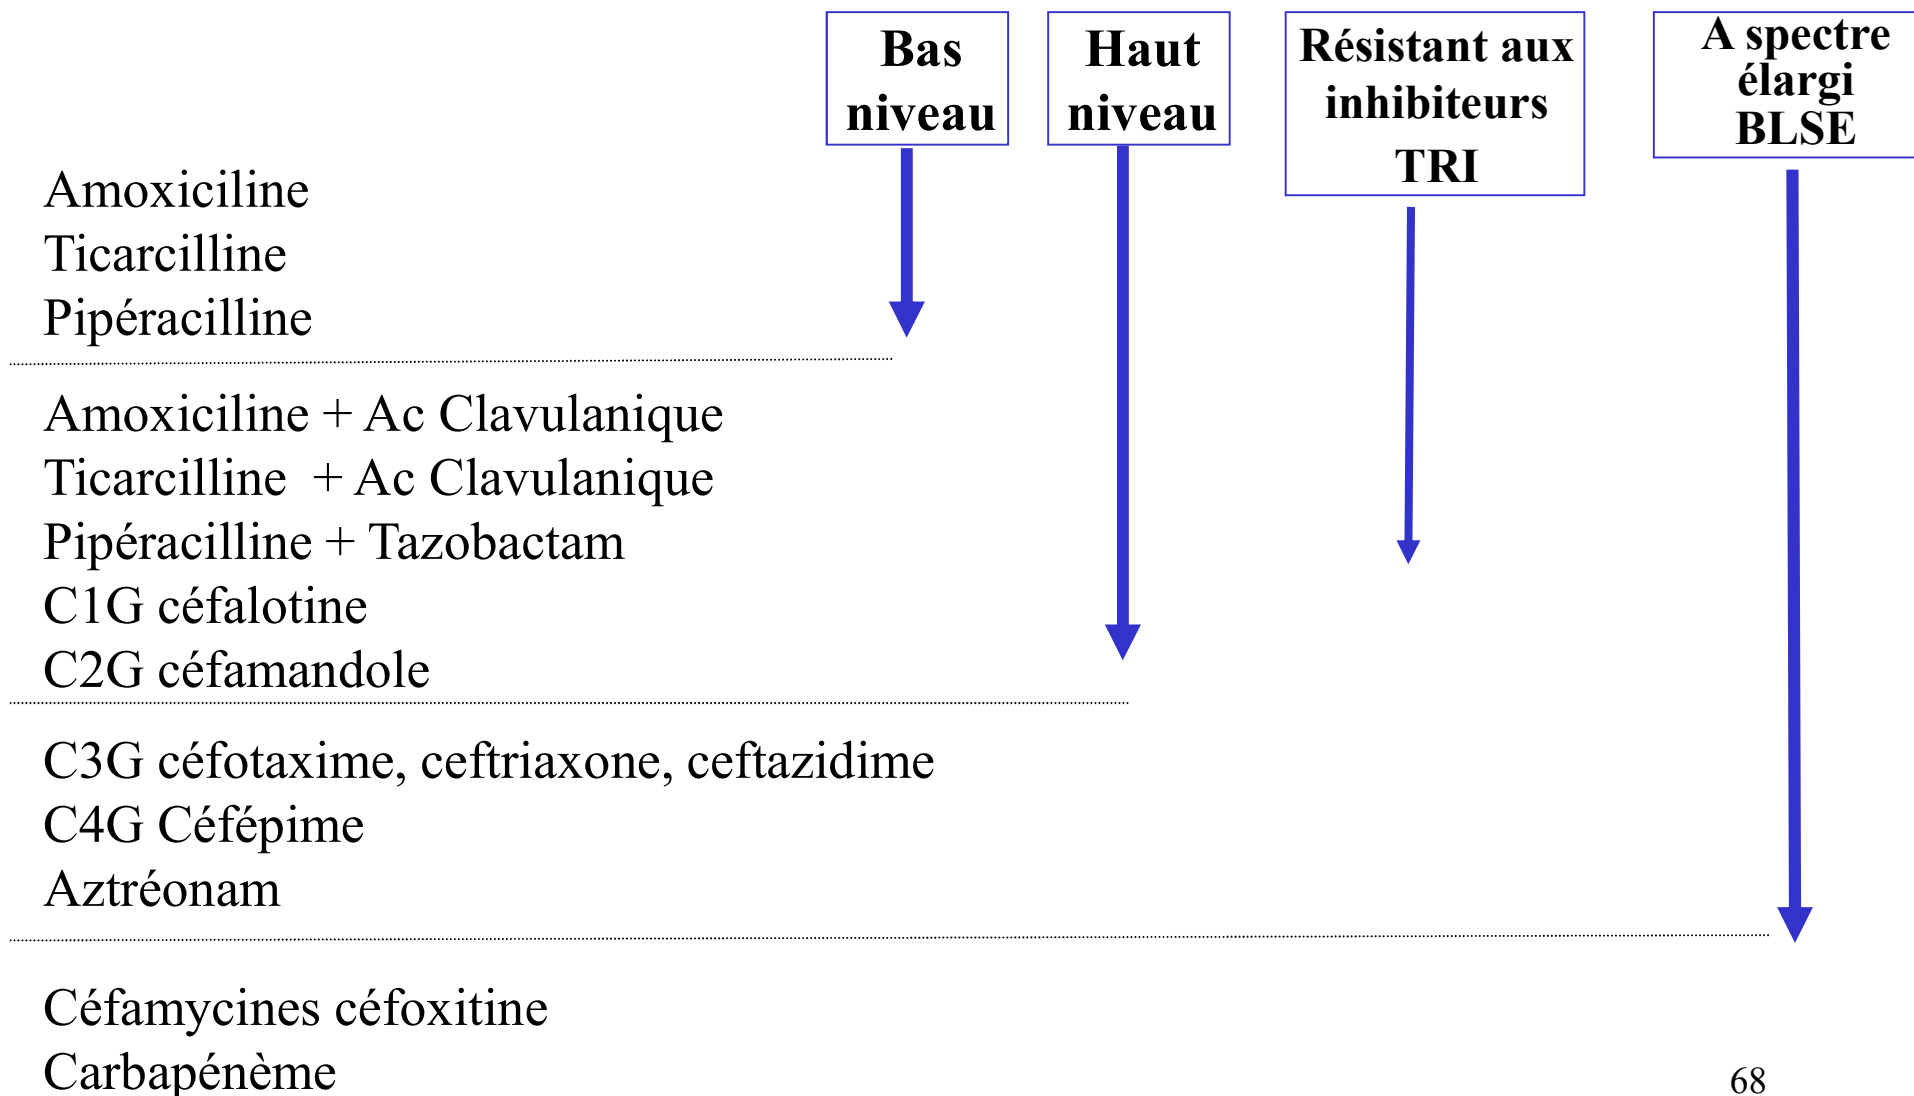 Bas
niveau
Haut
niveau
Résistant aux
inhibiteurs
TRI
A spectre
élargi
BLSE
Amoxiciline
Ticarcilline
Pipéracilline
Amoxiciline + Ac Clavulanique
Ticarcilline + Ac Clavulanique
Pipéracilline + Tazobactam
C1G céfalotine
C2G céfamandole
C3G céfotaxime, ceftriaxone, ceftazidime
C4G Céfépime
Aztréonam
Céfamycines céfoxitine
Carbapénème
68